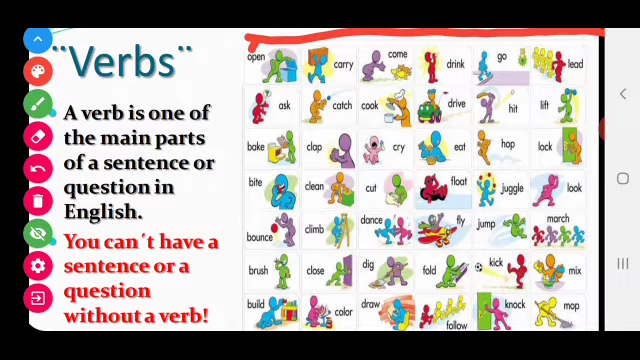 ¨Verbs¨
A verb is one of
the main parts
of a sentence or
question in
English.
You can´t have a
sentence or a
question
without a verb!
open carry come drink go lead
ask catch cook drive hit lift
bake clap cry eat hop lock
bite clean cut float juggle look
bounce climb dance fly jump march
brush close dig fold kick mix
build color draw follow knock mop